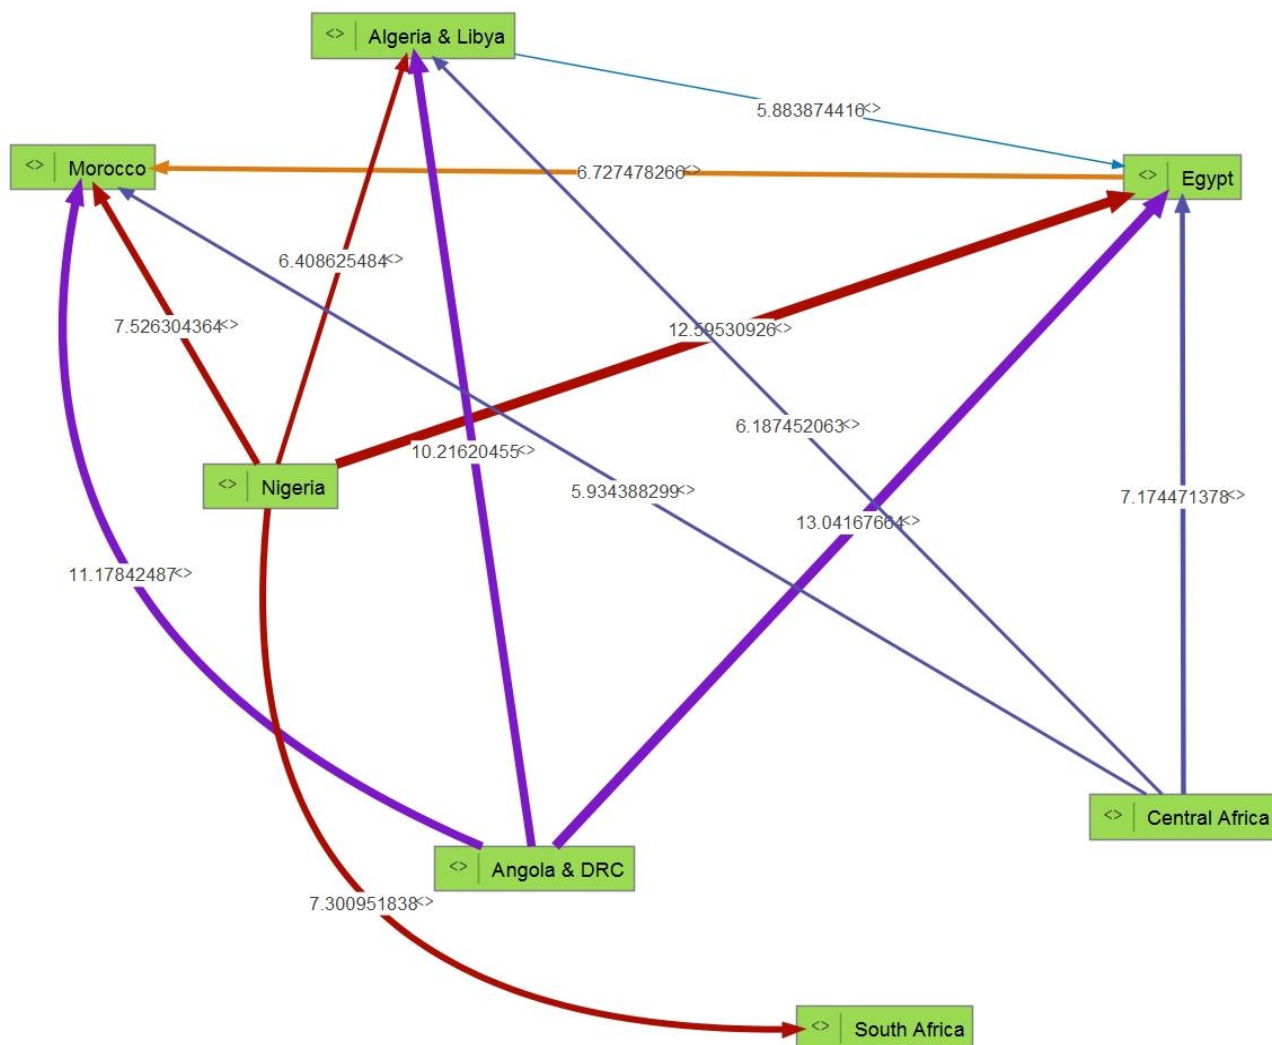 <> Algeria & Libya
5.883874416<>
<> Morocco
6.727478266<>
<> Egypt
6.408625484<>
7.526304364<>
12.59530926<>
6.187452063<>
10.21620455<>
<> Nigeria
5.934388299<>
7.174471378<>
13.04167664<>
11.17842487<>
<> Central Africa
<> Angola & DRC
7.300951838<>
<> South Africa